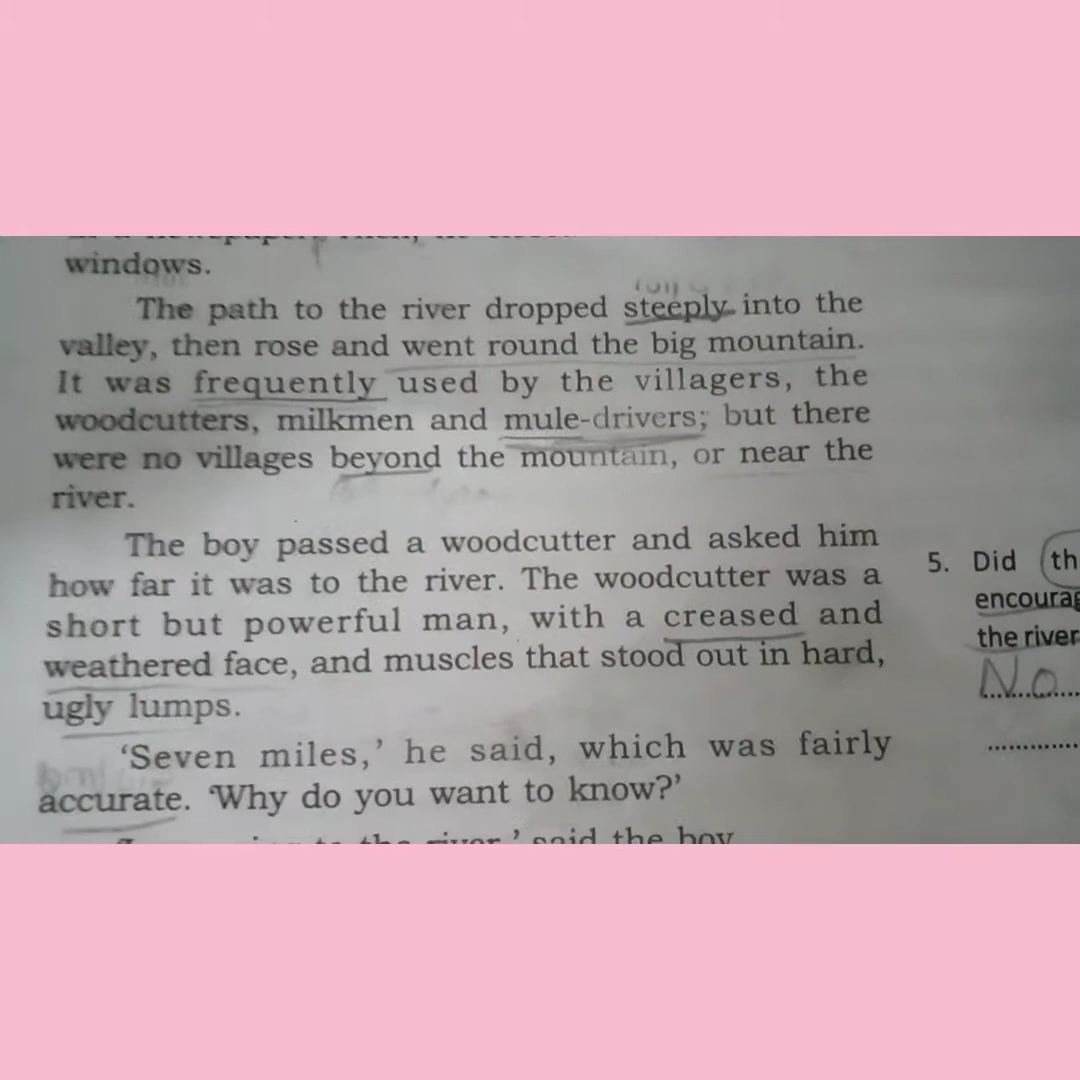 windows.
The path to the river dropped steeply into the
valley, then rose and went round the big mountain.
It was frequently used by the villagers, the
woodcutters, milkmen and mule-drivers; but there
were no villages beyond the mountain, or near the
river.
The boy passed a woodcutter and asked him
how far it was to the river. The woodcutter was a
short but powerful man, with a creased and
weathered face, and muscles that stood out in hard,
ugly lumps.
‘Seven miles,’ he said, which was fairly
accurate. ‘Why do you want to know?’
river,’ said the boy
5. Did th
encourag
the river
No